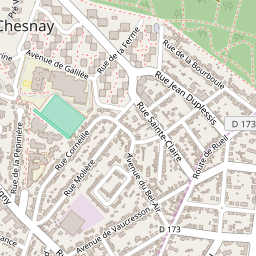 Pré
Chesnay
Rue de la Ferme
Rue de la Bourboule
Avenue de Galilée
Rue Jean Duplessis
Rue Sainte-Claire
D 173
Rue de la Pépinière
Rue Corneille
Rue Molière
Route de Rueil
Avenue du Bel-Air
Avenue de Vaucresson
D 173